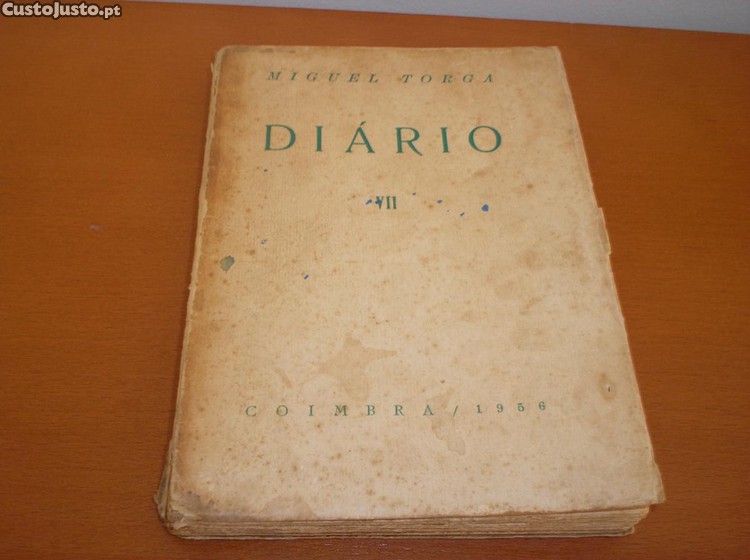 CustoJusto.pt
MIGUEL TORGA
DIÁRIO
VII
COIMBRA / 1956